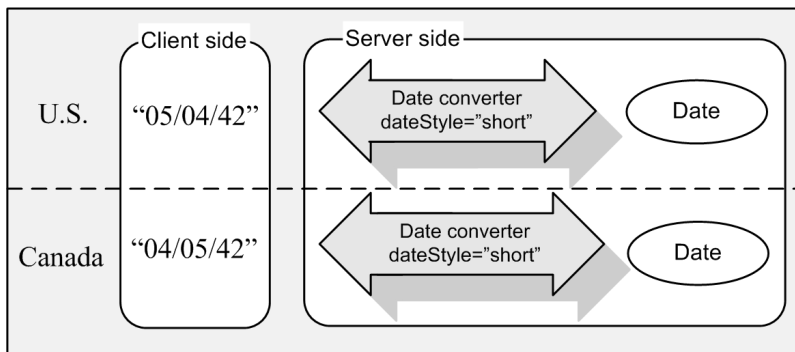 Client side
Server side
U.S.
“05/04/42”
Date converter
dateStyle=”short”
Date
Canada
“04/05/42”
Date converter
dateStyle=”short”
Date